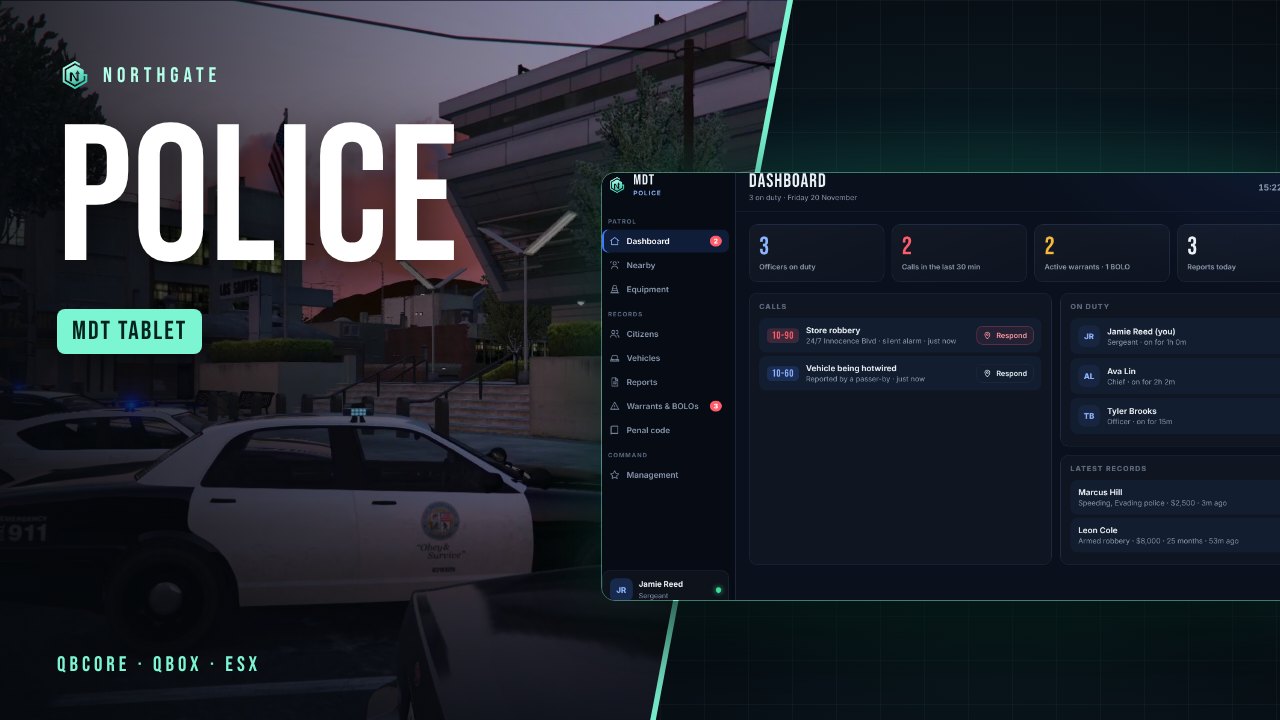 NORTHGATE
POLICE
MDT TABLET
QBCORE · QBOX · ESX
LOS SANTOS
911
"Obey &
Survive"
MDT
POLICE
PATROL
Dashboard 2
Nearby
Equipment
RECORDS
Citizens
Vehicles
Reports
Warrants & BOLOs 3
Penal code
COMMAND
Management
JR Jamie Reed
Sergeant
DASHBOARD
3 on duty · Friday 20 November
15:22
3
Officers on duty
2
Calls in the last 30 min
2
Active warrants · 1 BOLO
3
Reports today
CALLS
10-90 Store robbery
24/7 Innocence Blvd · silent alarm · just now
Respond
10-60 Vehicle being hotwired
Reported by a passer-by · just now
Respond
ON DUTY
JR Jamie Reed (you)
Sergeant · on for 1h 0m
AL Ava Lin
Chief · on for 2h 2m
TB Tyler Brooks
Officer · on for 15m
LATEST RECORDS
Marcus Hill
Speeding, Evading police · $2,500 · 3m ago
Leon Cole
Armed robbery · $8,000 · 25 months · 53m ago